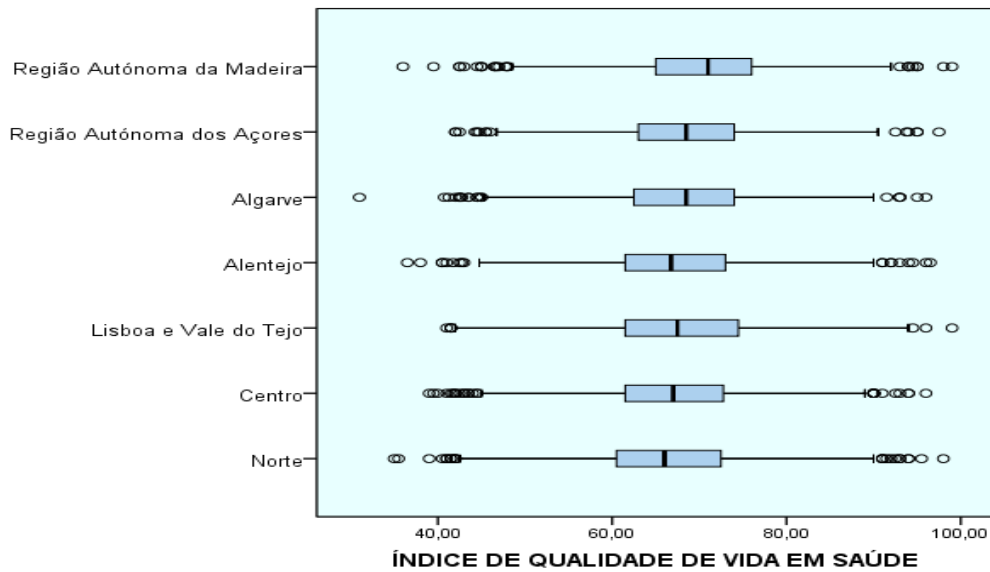 Região Autónoma da Madeira
Região Autónoma dos Açores
Algarve
Alentejo
Lisboa e Vale do Tejo
Centro
Norte
40,00 60,00 80,00 100,00
ÍNDICE DE QUALIDADE DE VIDA EM SAÚDE